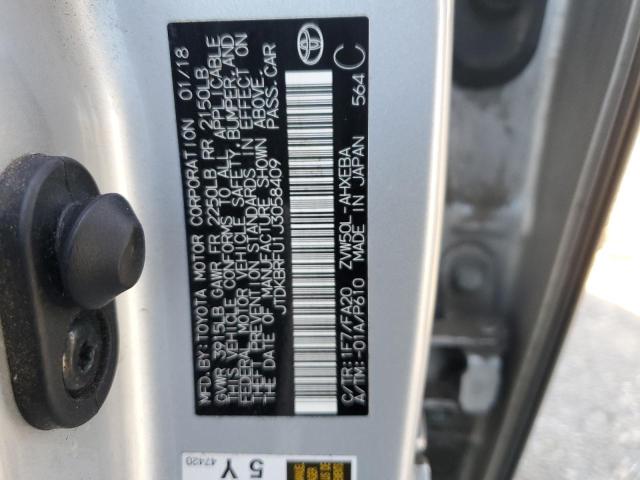 MFD. BY: TOYOTA MOTOR CORPORATION 01/18
GVWR 3915LB GAWR FR 2290LB RR 2150LB
THIS VEHICLE CONFORMS TO ALL APPLICABLE
FEDERAL MOTOR VEHICLE SAFETY, BUMPER, AND
THEFT PREVENTION STANDARDS IN EFFECT ON
THE DATE OF MANUFACTURE SHOWN ABOVE.
JTDKBRFU1J3058409 PASS. CAR
C/TR: 1F7/FA20 ZVW50L-AHXEBA
A/TM: -01A/P610 MADE IN JAPAN 564 C
47420
5 Y